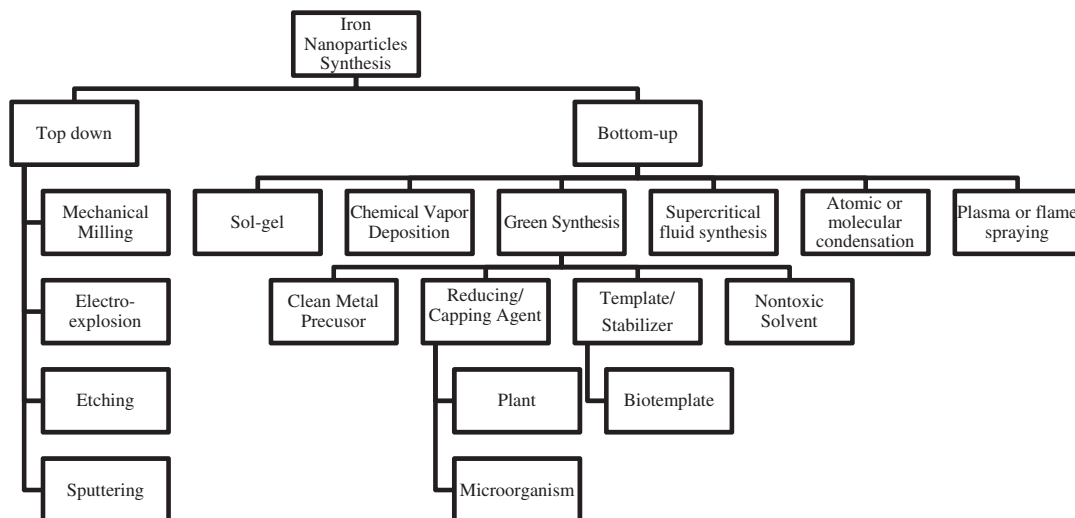 Iron
Nanoparticles
Synthesis
Top down
Bottom-up
Mechanical
Milling
Sol-gel
Chemical Vapor
Deposition
Green Synthesis
Supercritical
fluid synthesis
Atomic or
molecular
condensation
Plasma or flame
spraying
Electro-
explosion
Clean Metal
Precusor
Reducing/
Capping Agent
Template/
Stabilizer
Nontoxic
Solvent
Etching
Plant
Biotemplate
Sputtering
Microorganism